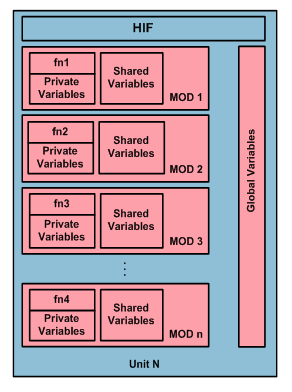 HIF
fn1
Private
Variables
Shared
Variables
MOD 1
fn2
Private
Variables
Shared
Variables
MOD 2
fn3
Private
Variables
Shared
Variables
MOD 3
⋮
fn4
Private
Variables
Shared
Variables
MOD n
Global Variables
Unit N